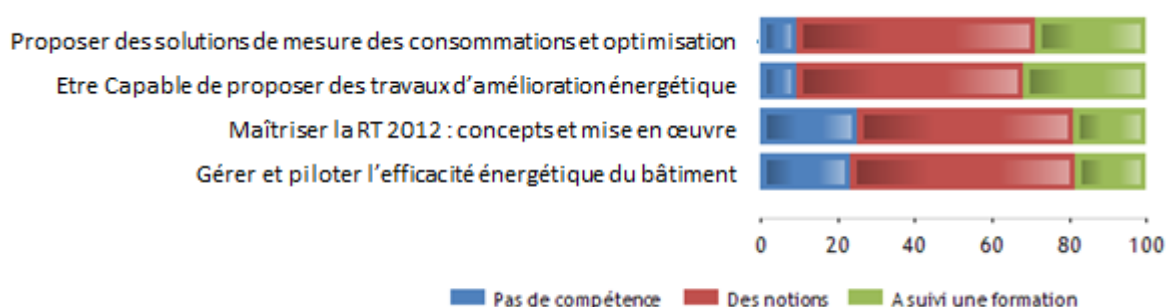 Proposer des solutions de mesure des consommations et optimisation
Etre Capable de proposer des travaux d'amélioration énergétique
Maîtriser la RT 2012 : concepts et mise en œuvre
Gérer et piloter l’efficacité énergétique du bâtiment
0 20 40 60 80 100
Pas de compétence Des notions A suivi une formation